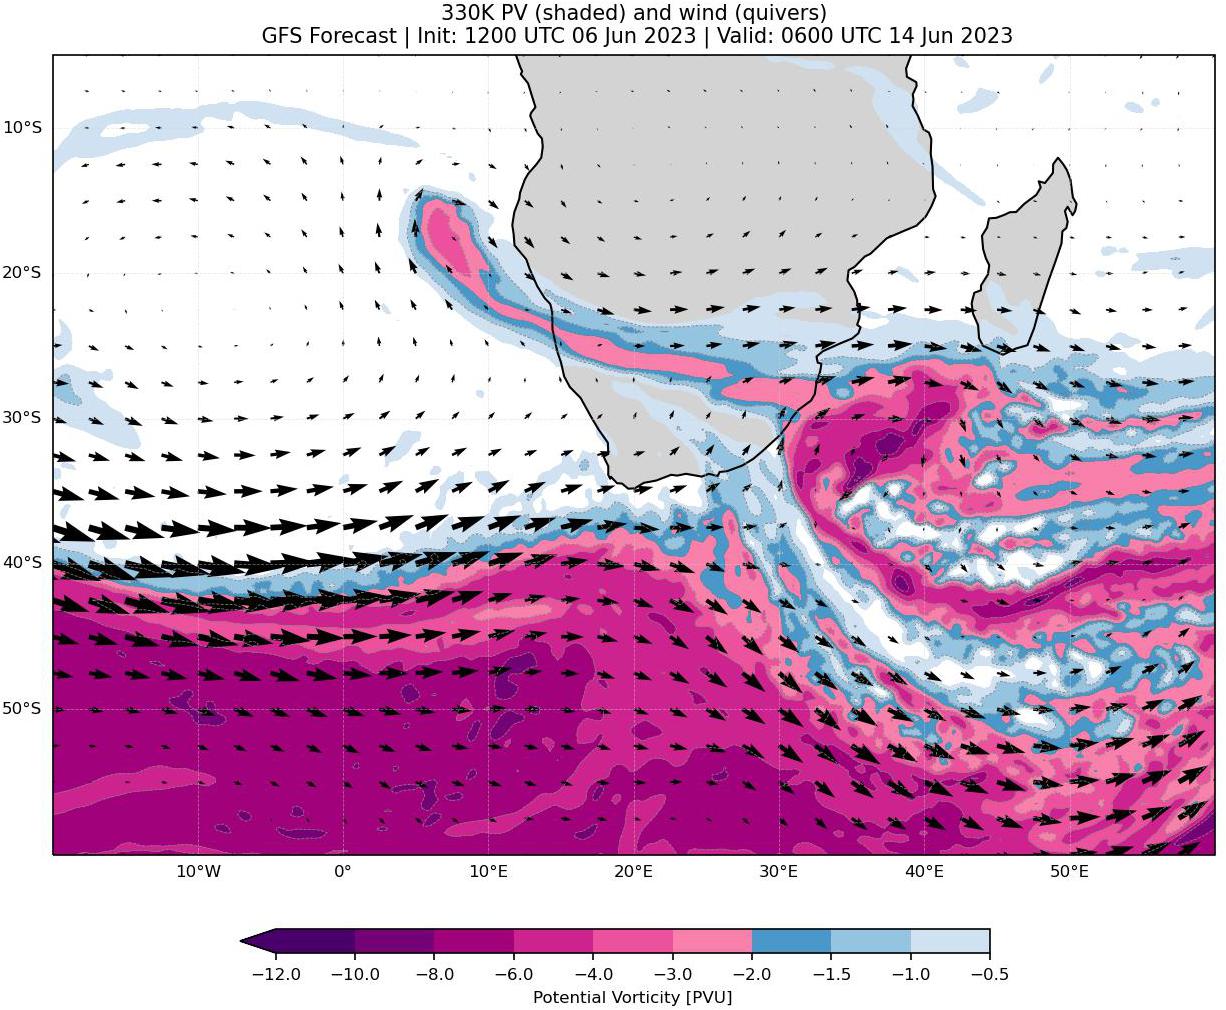 330K PV (shaded) and wind (quivers)
GFS Forecast | Init: 1200 UTC 06 Jun 2023 | Valid: 0600 UTC 14 Jun 2023
10°S
20°S
30°S
40°S
50°S
10°W 0° 10°E 20°E 30°E 40°E 50°E
−12.0 −10.0 −8.0 −6.0 −4.0 −3.0 −2.0 −1.5 −1.0 −0.5
Potential Vorticity [PVU]